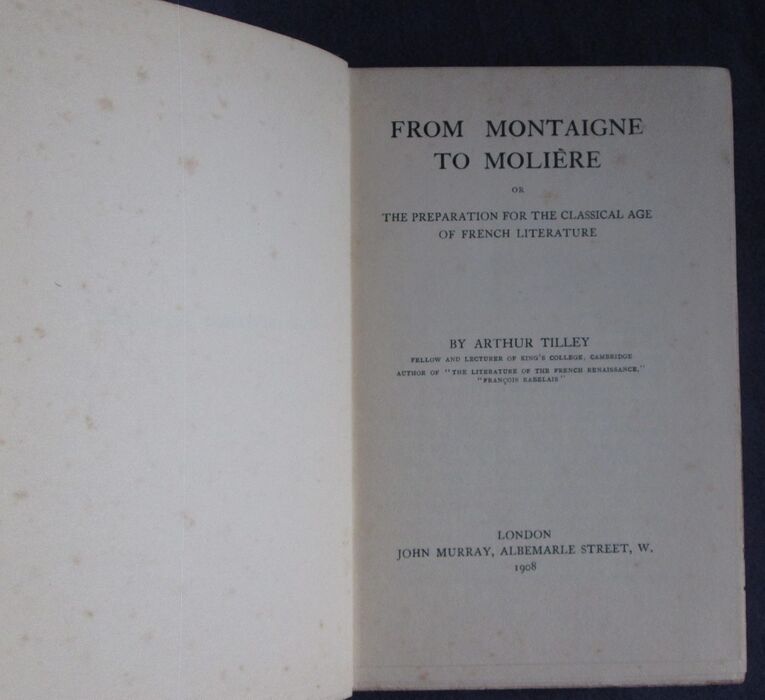 FROM MONTAIGNE
TO MOLIÈRE
OR
THE PREPARATION FOR THE CLASSICAL AGE
OF FRENCH LITERATURE
BY ARTHUR TILLEY
FELLOW AND LECTURER OF KING'S COLLEGE, CAMBRIDGE
AUTHOR OF "THE LITERATURE OF THE FRENCH RENAISSANCE,"
"FRANÇOIS RABELAIS"
LONDON
JOHN MURRAY, ALBEMARLE STREET, W.
1908